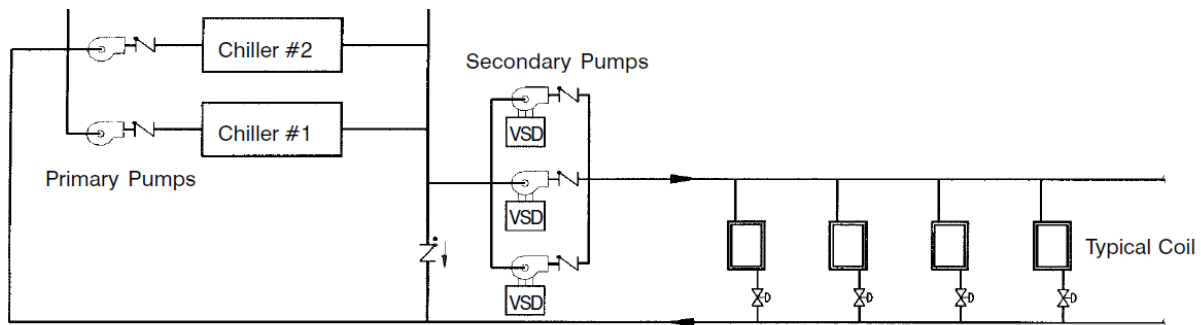 Chiller #2
Secondary Pumps
Chiller #1
VSD
Primary Pumps
VSD
Typical Coil
VSD